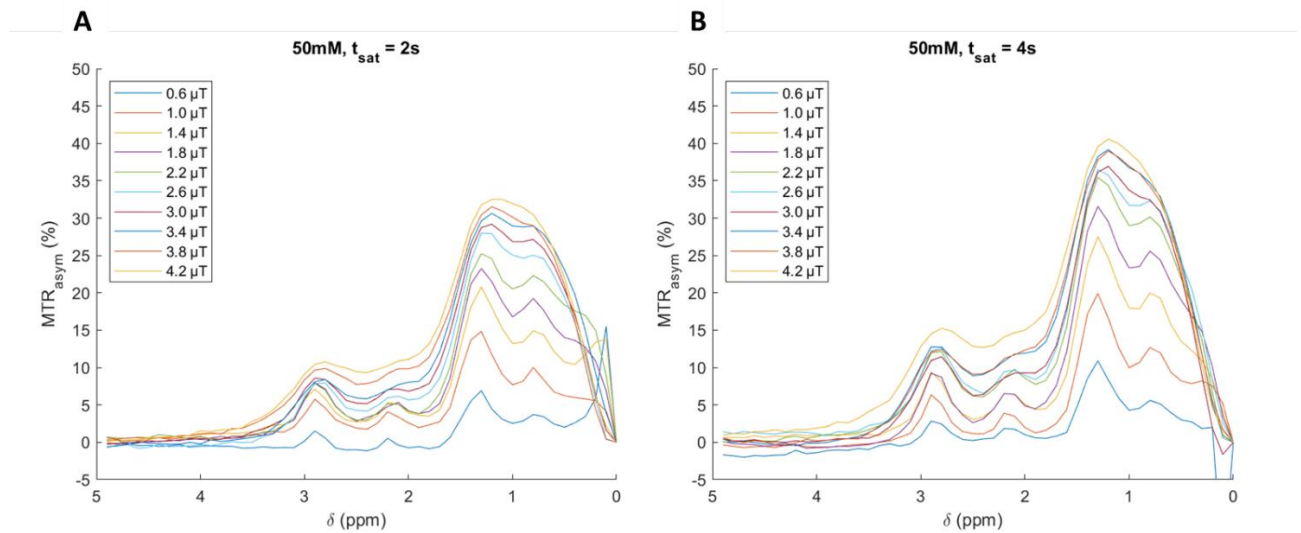 A
50mM, t_sat = 2s
50
45
40
35
30
25
20
15
10
5
0
-5
MTR_asym (%)
0.6 µT
1.0 µT
1.4 µT
1.8 µT
2.2 µT
2.6 µT
3.0 µT
3.4 µT
3.8 µT
4.2 µT
5 4 3 2 1 0
δ (ppm)
B
50mM, t_sat = 4s
50
45
40
35
30
25
20
15
10
5
0
-5
MTR_asym (%)
0.6 µT
1.0 µT
1.4 µT
1.8 µT
2.2 µT
2.6 µT
3.0 µT
3.4 µT
3.8 µT
4.2 µT
5 4 3 2 1 0
δ (ppm)